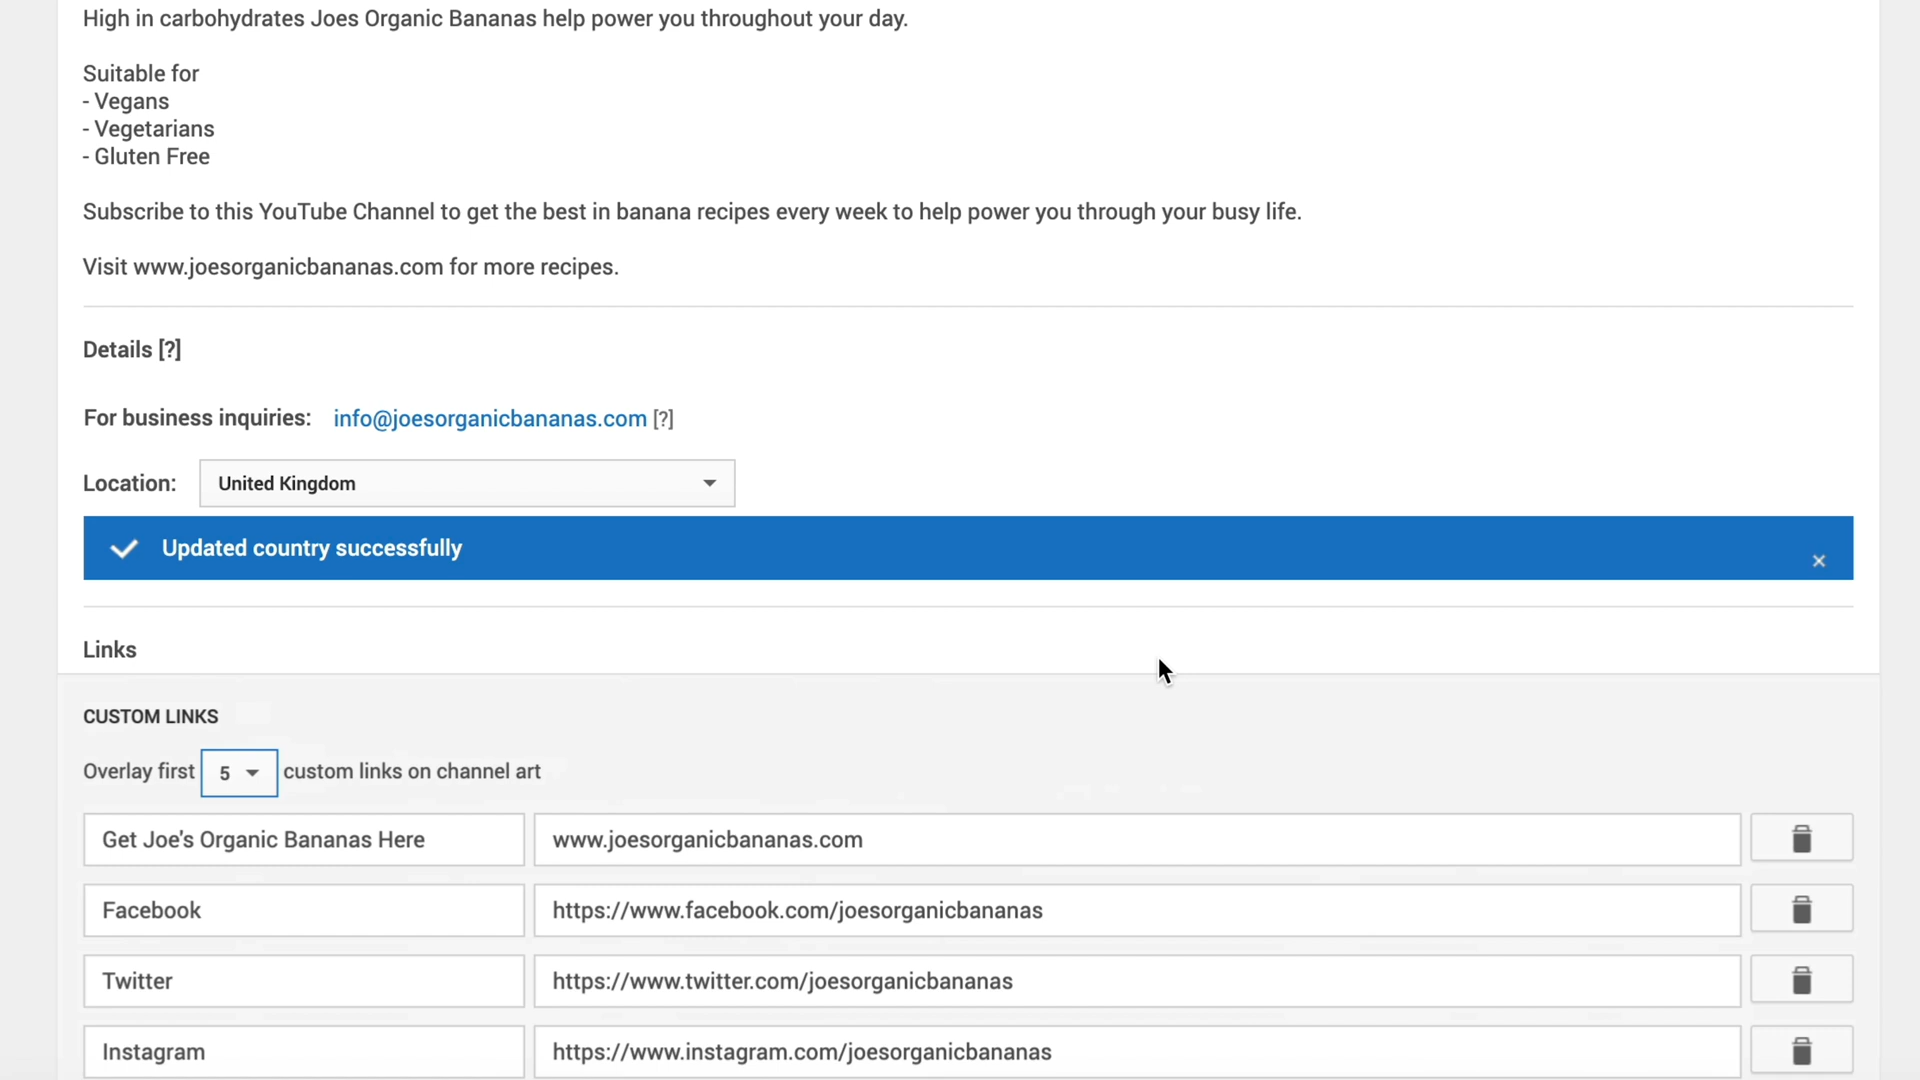 High in carbohydrates Joes Organic Bananas help power you throughout your day.
Suitable for
- Vegans
- Vegetarians
- Gluten Free
Subscribe to this YouTube Channel to get the best in banana recipes every week to help power you through your busy life.
Visit www.joesorganicbananas.com for more recipes.
Details [?]
For business inquiries: info@joesorganicbananas.com [?]
Location: United Kingdom
Updated country successfully
Links
CUSTOM LINKS
Overlay first 5 custom links on channel art
Get Joe's Organic Bananas Here www.joesorganicbananas.com
Facebook https://www.facebook.com/joesorganicbananas
Twitter https://www.twitter.com/joesorganicbananas
Instagram https://www.instagram.com/joesorganicbananas